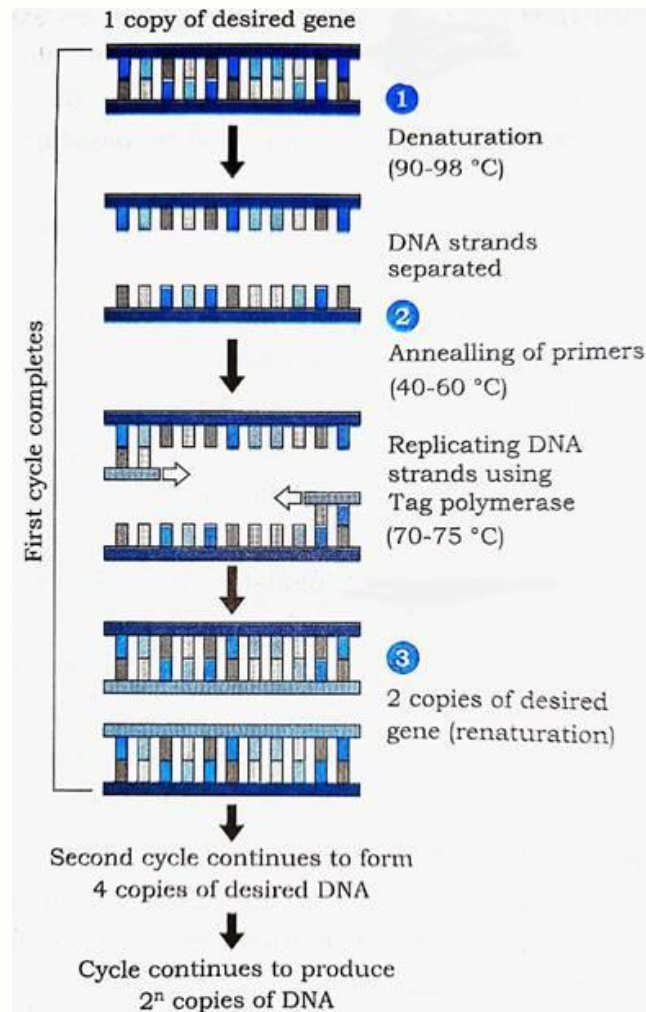 1 copy of desired gene
1
Denaturation
(90-98 °C)
DNA strands
separated
2
Annealling of primers
(40-60 °C)
Replicating DNA
strands using
Tag polymerase
(70-75 °C)
3
2 copies of desired
gene (renaturation)
First cycle completes
Second cycle continues to form
4 copies of desired DNA
Cycle continues to produce
2ⁿ copies of DNA